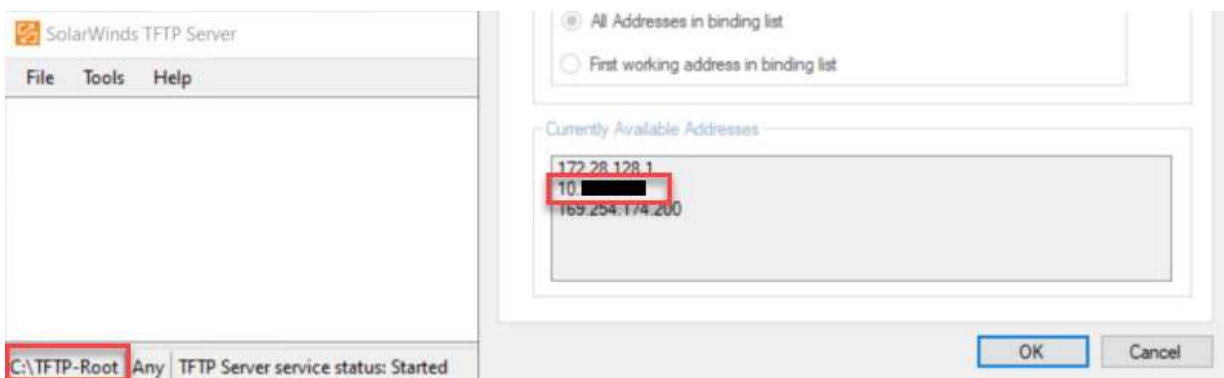 SolarWinds TFTP Server
File Tools Help
C:\TFTP-Root Any TFTP Server service status: Started
All Addresses in binding list
First working address in binding list
Currently Available Addresses
172.28.128.1
10.
169.254.174.200
OK Cancel